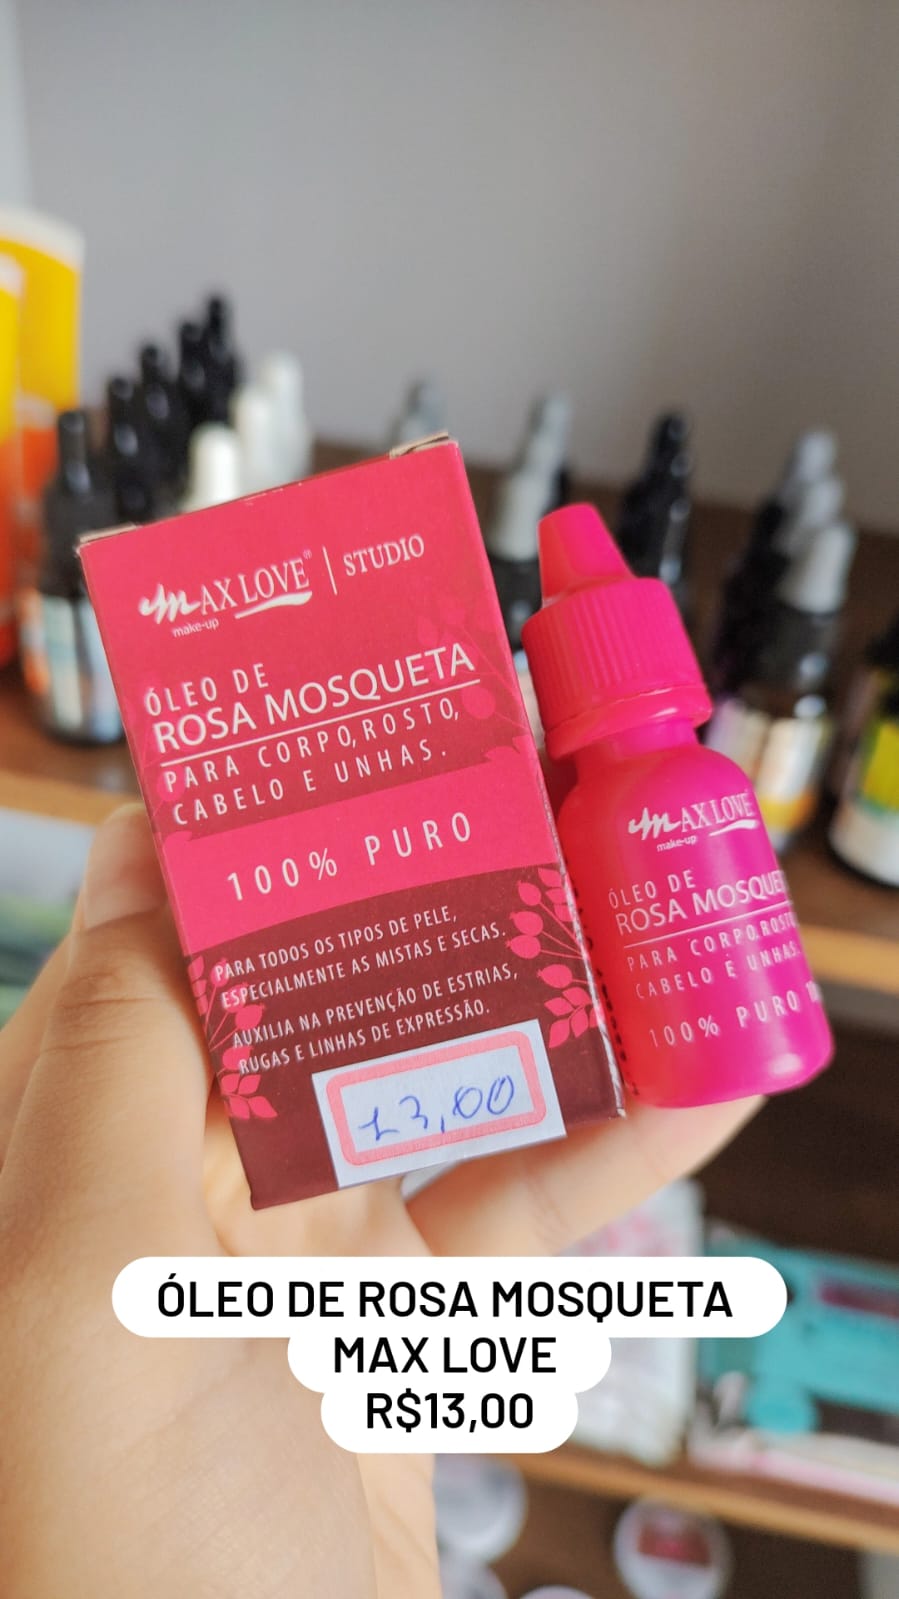 MAX LOVE® | STUDIO
make-up
ÓLEO DE
ROSA MOSQUETA
PARA CORPO, ROSTO,
CABELO E UNHAS.
100% PURO
PARA TODOS OS TIPOS DE PELE,
ESPECIALMENTE AS MISTAS E SECAS.
AUXILIA NA PREVENÇÃO DE ESTRIAS,
RUGAS E LINHAS DE EXPRESSÃO.
13,00
MAX LOVE
make-up
ÓLEO DE
ROSA
PARA CORPO,
CABELO E UNHAS.
100% PURO
ÓLEO DE ROSA MOSQUETA
MAX LOVE
R$13,00